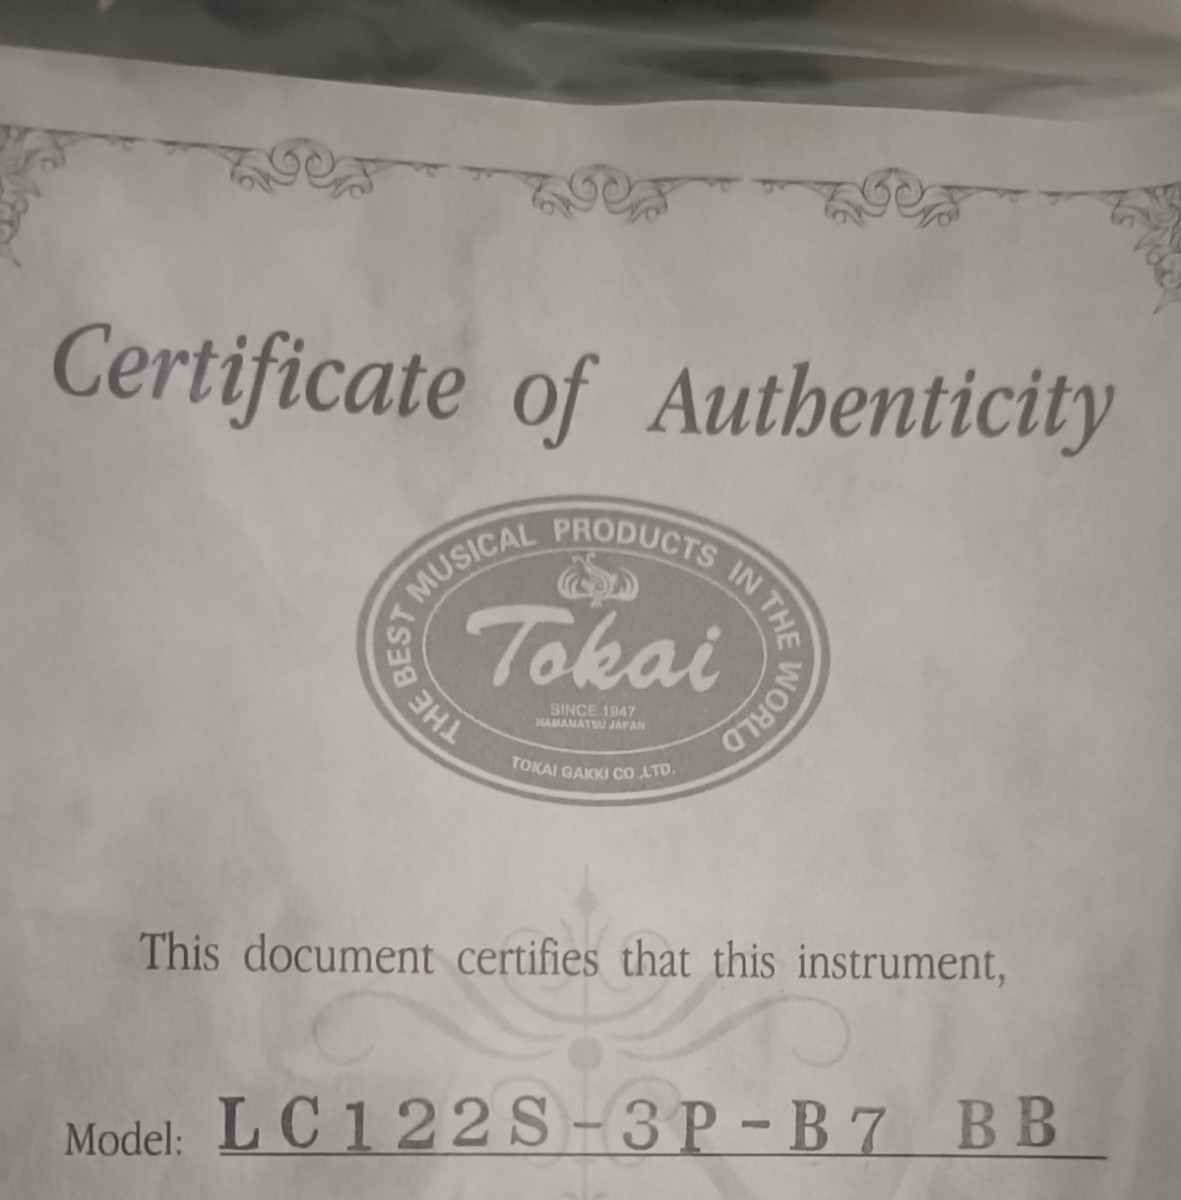 Certificate of Authenticity
THE BEST MUSICAL PRODUCTS IN THE WORLD
Tokai
SINCE 1947
HAMAMATSU JAPAN
TOKAI GAKKI CO.,LTD.
This document certifies that this instrument,
Model: LC122S-3P-B7 BB